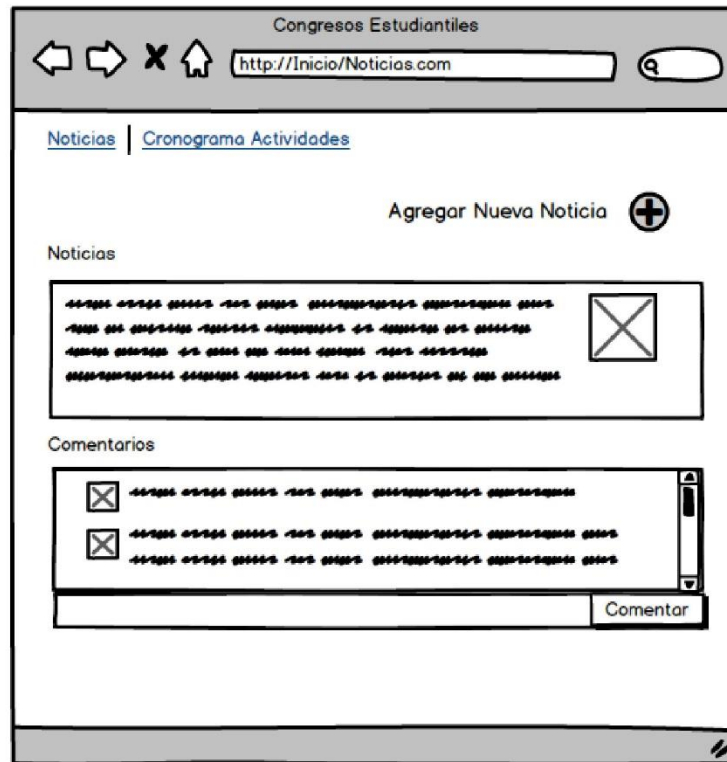 Congresos Estudiantiles
http://Inicio/Noticias.com
Noticias Cronograma Actividades
Agregar Nueva Noticia
Noticias
Comentarios
Comentar